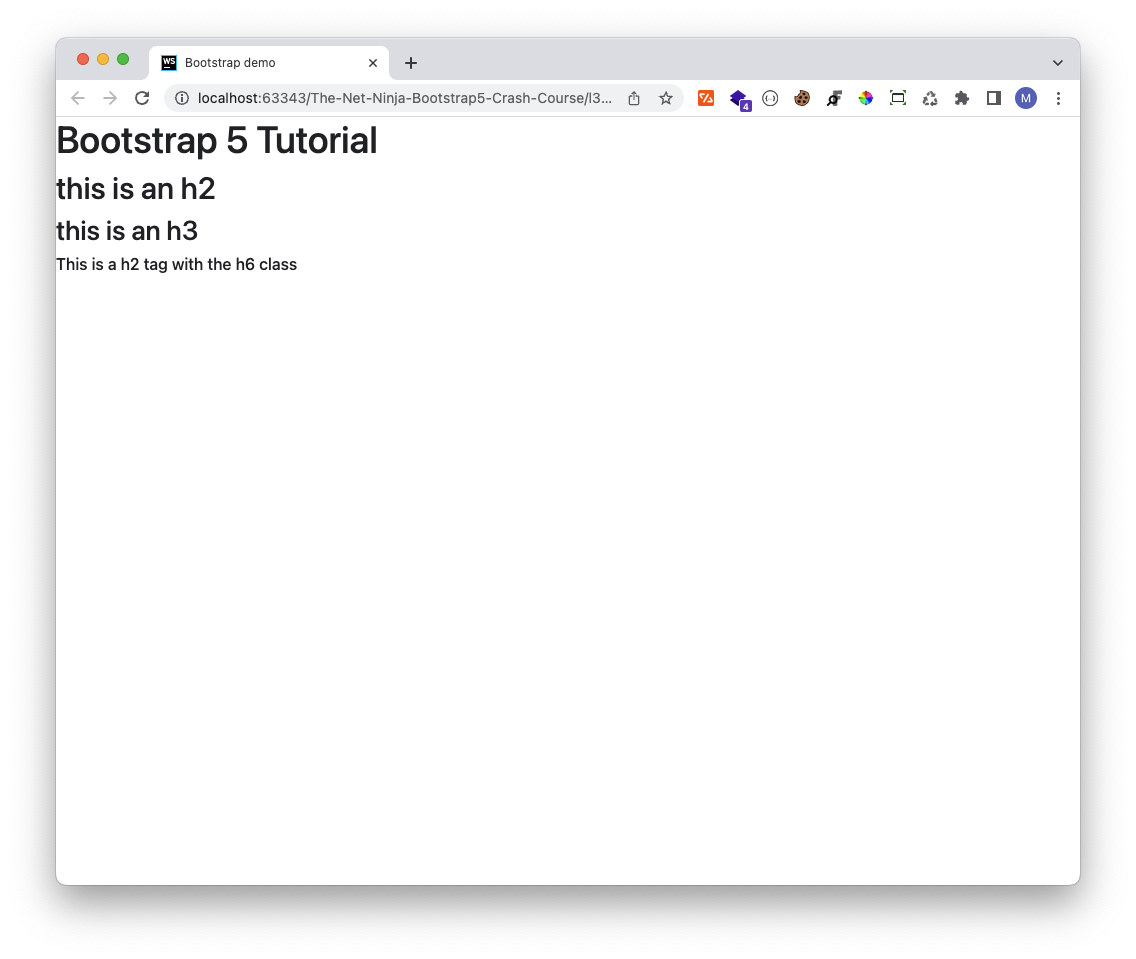 WS Bootstrap demo
localhost:63343/The-Net-Ninja-Bootstrap5-Crash-Course/l3...
4
M
Bootstrap 5 Tutorial
this is an h2
this is an h3
This is a h2 tag with the h6 class